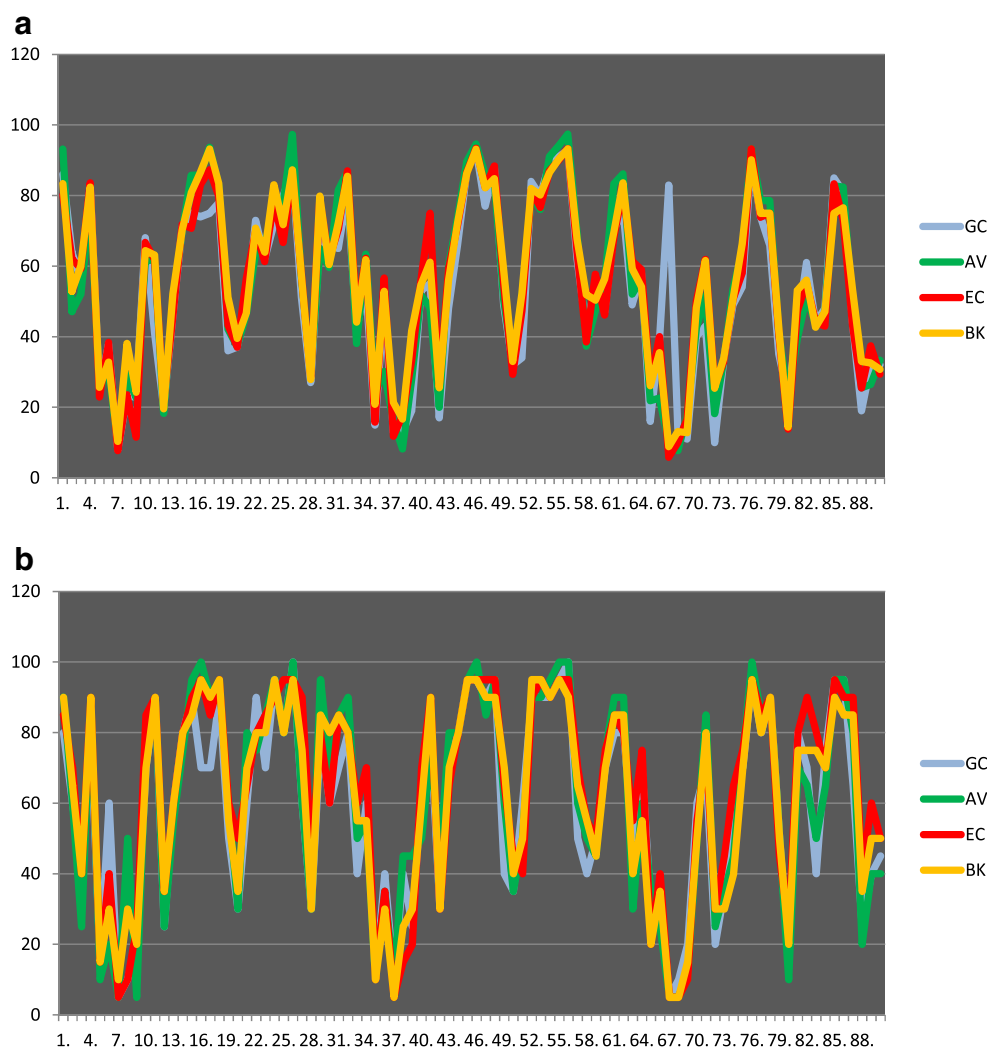 a
120
100
80
60
40
20
0
1. 4. 7. 10. 13. 16. 19. 22. 25. 28. 31. 34. 37. 40. 43. 46. 49. 52. 55. 58. 61. 64. 67. 70. 73. 76. 79. 82. 85. 88.
GC
AV
EC
BK
b
120
100
80
60
40
20
0
1. 4. 7. 10. 13. 16. 19. 22. 25. 28. 31. 34. 37. 40. 43. 46. 49. 52. 55. 58. 61. 64. 67. 70. 73. 76. 79. 82. 85. 88.
GC
AV
EC
BK